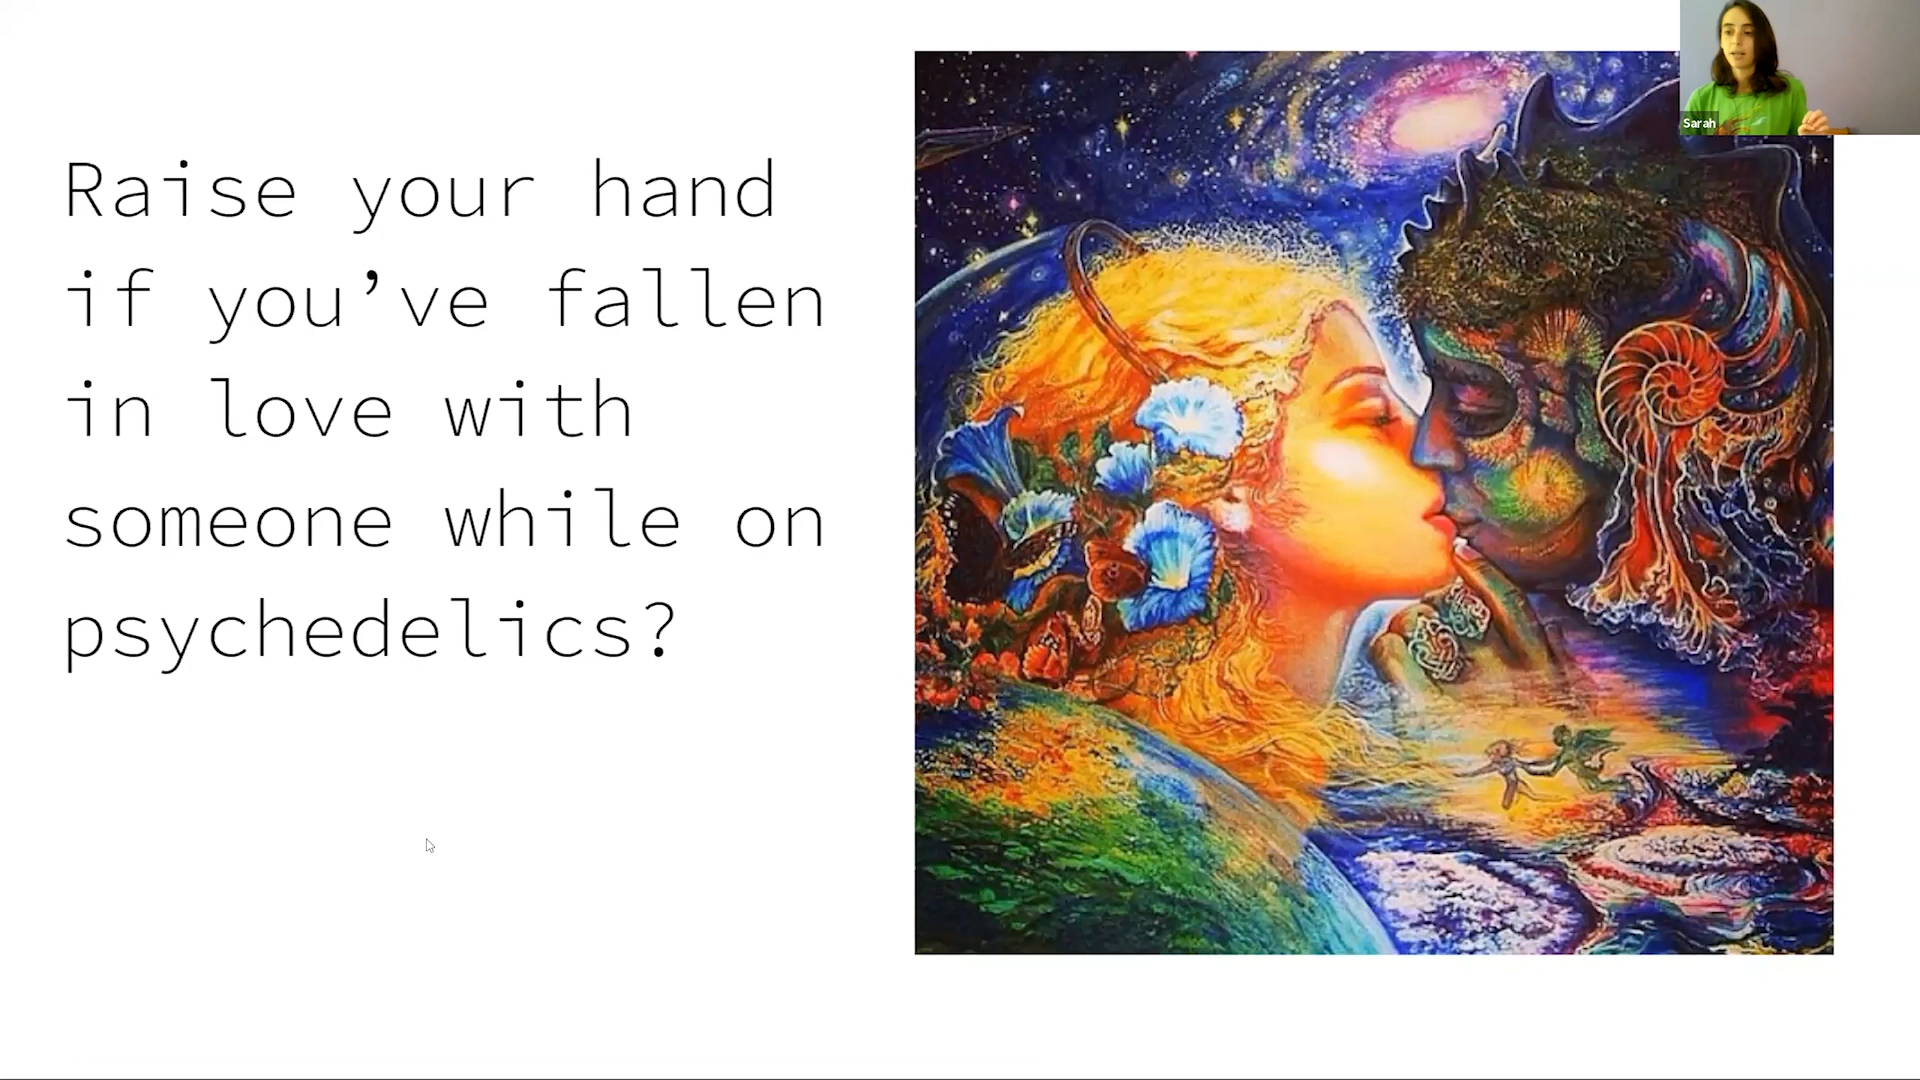 Raise your hand
if you’ve fallen
in love with
someone while on
psychedelics?
Sarah